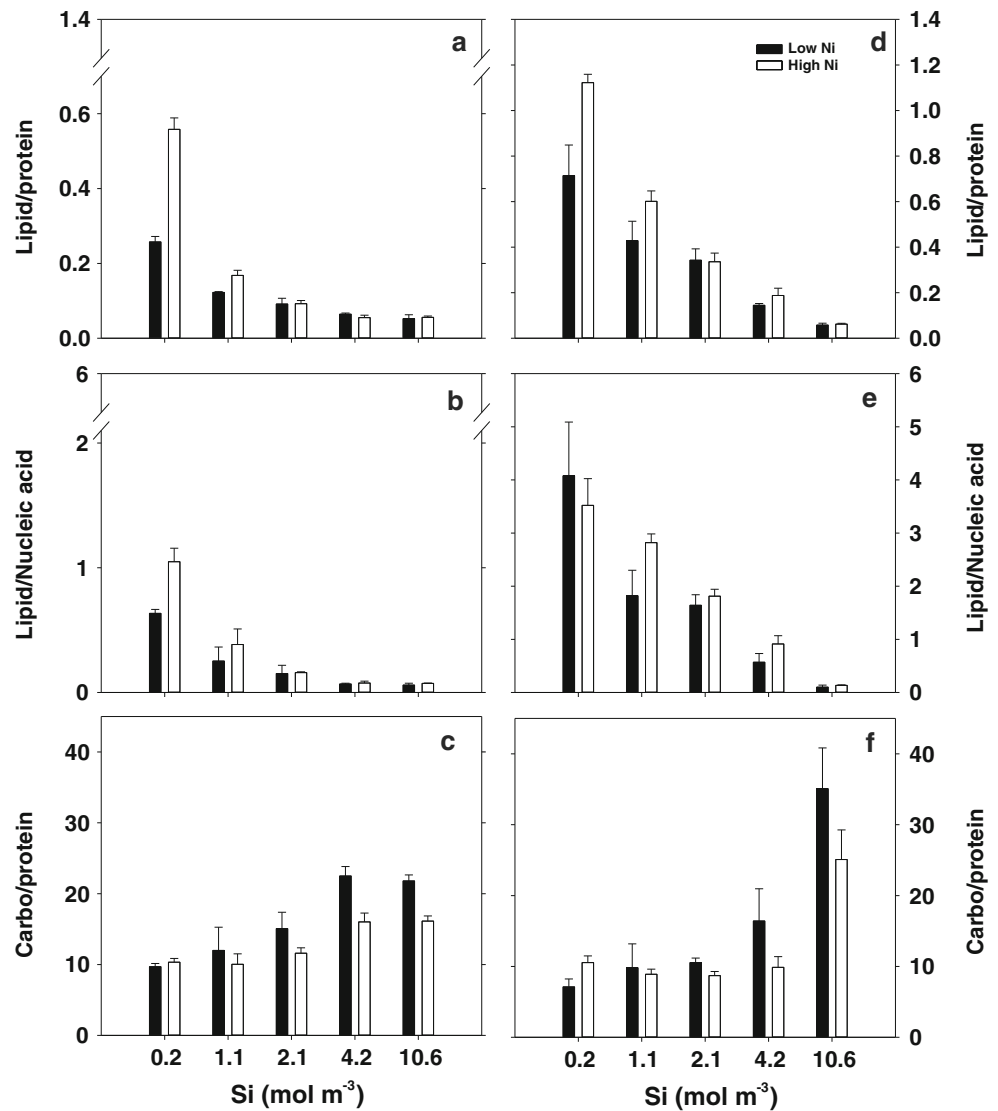 a
1.4
0.6
0.4
0.2
0.0
Lipid/protein
d
Low Ni
High Ni
1.4
1.2
1.0
0.8
0.6
0.4
0.2
0.0
Lipid/protein
b
6
2
1
0
Lipid/Nucleic acid
e
6
5
4
3
2
1
0
Lipid/Nucleic acid
c
40
30
20
10
0
Carbo/protein
0.2 1.1 2.1 4.2 10.6
Si (mol m⁻³)
f
40
30
20
10
0
Carbo/protein
0.2 1.1 2.1 4.2 10.6
Si (mol m⁻³)